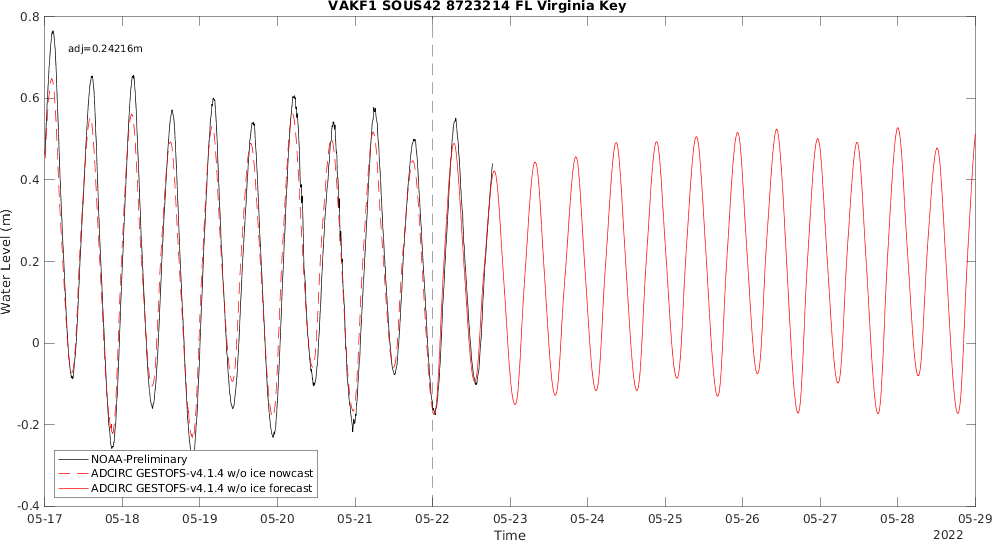 VAKF1 SOUS42 8723214 FL Virginia Key
adj=0.24216m
0.8
0.6
0.4
0.2
0
-0.2
-0.4
Water Level (m)
NOAA-Preliminary
ADCIRC GESTOFS-v4.1.4 w/o ice nowcast
ADCIRC GESTOFS-v4.1.4 w/o ice forecast
05-17 05-18 05-19 05-20 05-21 05-22 05-23 05-24 05-25 05-26 05-27 05-28 05-29
Time
2022